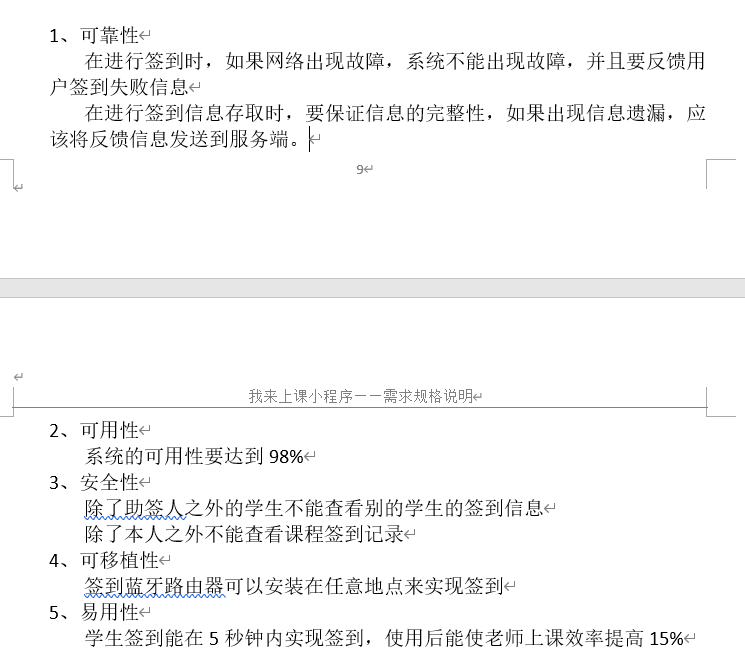 1、可靠性
在进行签到时，如果网络出现故障，系统不能出现故障，并且要反馈用
户签到失败信息
在进行签到信息存取时，要保证信息的完整性，如果出现信息遗漏，应
该将反馈信息发送到服务端。
9
我来上课小程序——需求规格说明
2、可用性
系统的可用性要达到 98%
3、安全性
除了助签人之外的学生不能查看别的学生的签到信息
除了本人之外不能查看课程签到记录
4、可移植性
签到蓝牙路由器可以安装在任意地点来实现签到
5、易用性
学生签到能在 5 秒钟内实现签到，使用后能使老师上课效率提高 15%